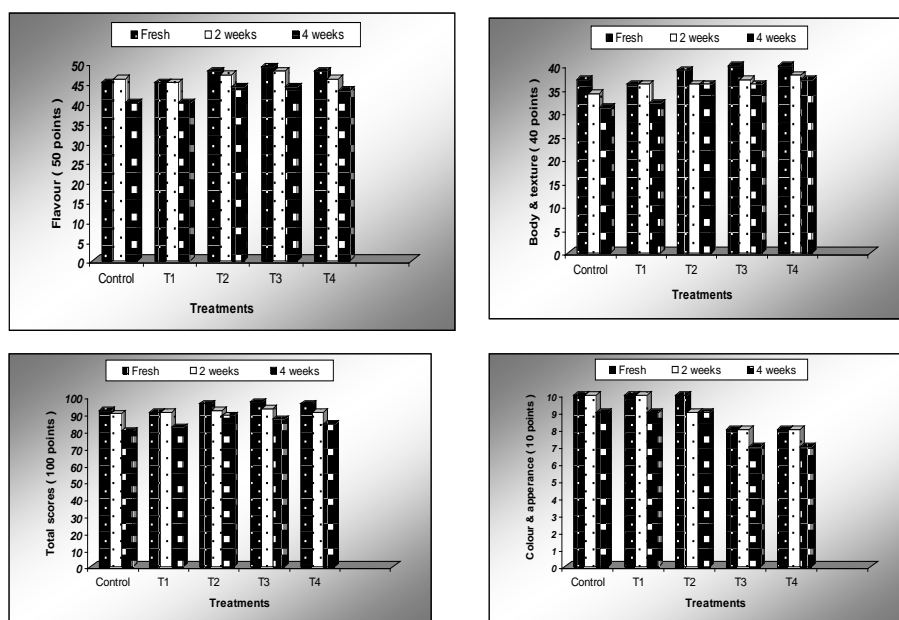 Fresh 2 weeks 4 weeks
Flavour ( 50 points )
50
45
40
35
30
25
20
15
10
5
0
Control T1 T2 T3 T4
Treatments
Fresh 2 weeks 4 weeks
Body & texture ( 40 points )
40
35
30
25
20
15
10
5
0
Control T1 T2 T3 T4
Treatments
Fresh 2 weeks 4 weeks
Total scores ( 100 points )
100
90
80
70
60
50
40
30
20
10
0
Control T1 T2 T3 T4
Treatments
Fresh 2 weeks 4 weeks
Colour & apperance ( 10 points )
10
9
8
7
6
5
4
3
2
1
0
Control T1 T2 T3 T4
Treatments